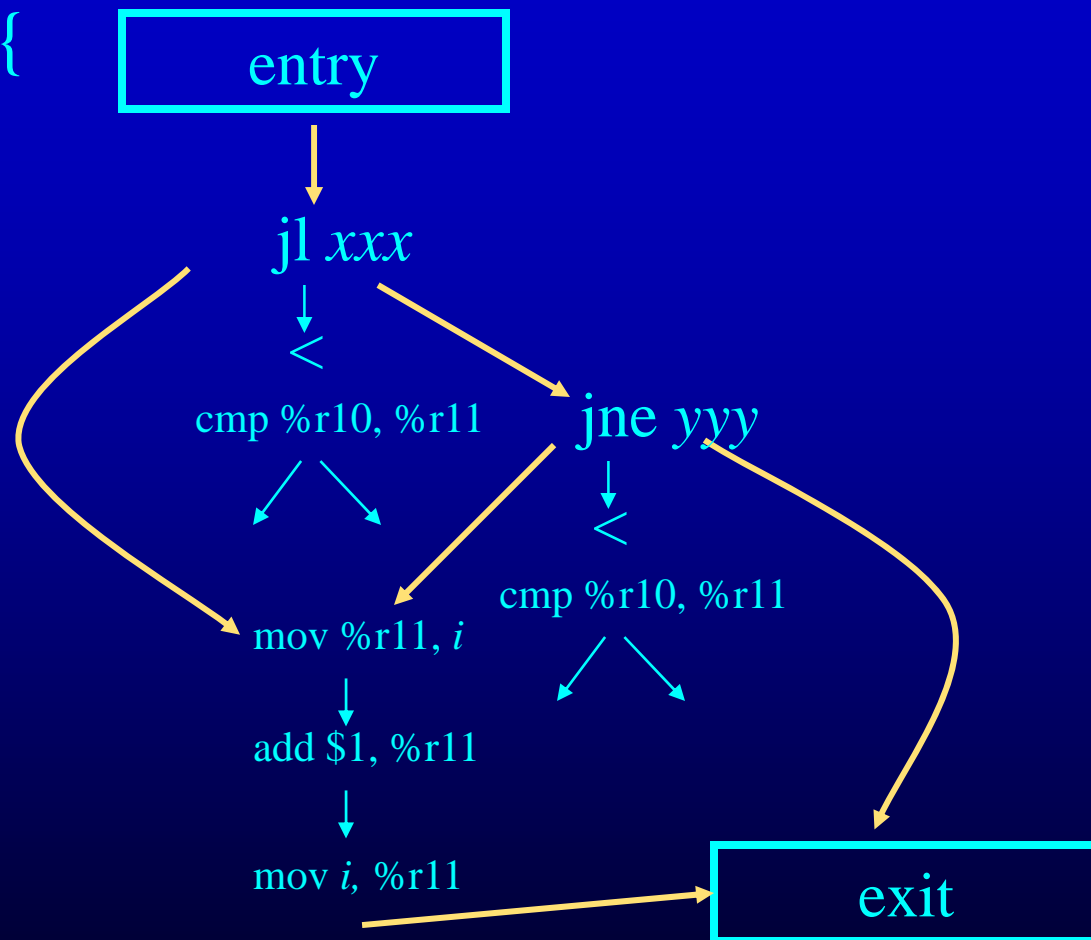 {
entry
jl xxx
<
cmp %r10, %r11
jne yyy
<
cmp %r10, %r11
mov %r11, i
add $1, %r11
mov i, %r11
exit